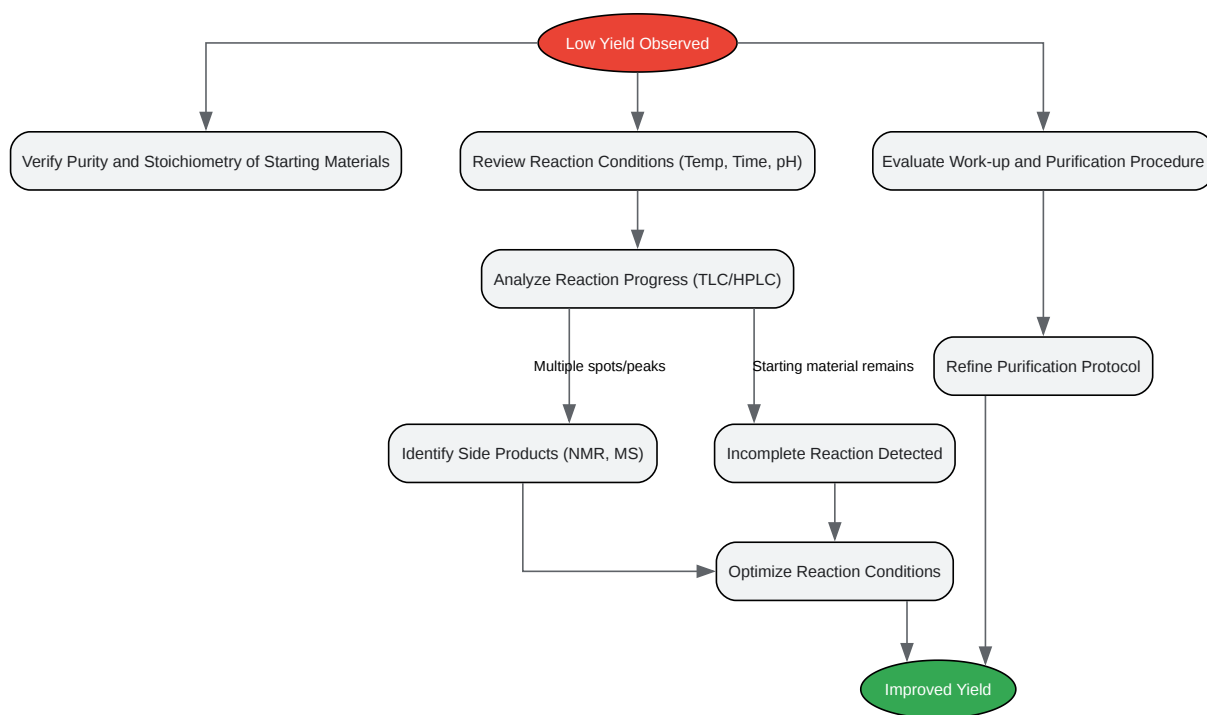 Low Yield Observed
Verify Purity and Stoichiometry of Starting Materials
Review Reaction Conditions (Temp, Time, pH)
Evaluate Work-up and Purification Procedure
Analyze Reaction Progress (TLC/HPLC)
Multiple spots/peaks
Starting material remains
Refine Purification Protocol
Identify Side Products (NMR, MS)
Incomplete Reaction Detected
Optimize Reaction Conditions
Improved Yield